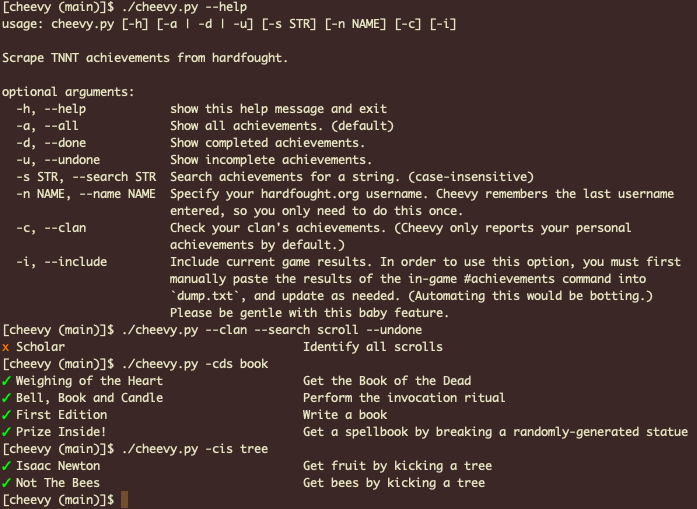 [cheevy (main)]$ ./cheevy.py --help
usage: cheevy.py [-h] [-a | -d | -u] [-s STR] [-n NAME] [-c] [-i]

Scrape TNNT achievements from hardfought.

optional arguments:
  -h, --help            show this help message and exit
  -a, --all             Show all achievements. (default)
  -d, --done            Show completed achievements.
  -u, --undone          Show incomplete achievements.
  -s STR, --search STR  Search achievements for a string. (case-insensitive)
  -n NAME, --name NAME  Specify your hardfought.org username. Cheevy remembers the last username
                        entered, so you only need to do this once.
  -c, --clan            Check your clan's achievements. (Cheevy only reports your personal
                        achievements by default.)
  -i, --include         Include current game results. In order to use this option, you must first
                        manually paste the results of the in-game #achievements command into
                        `dump.txt`, and update as needed. (Automating this would be botting.)
                        Please be gentle with this baby feature.
[cheevy (main)]$ ./cheevy.py --clan --search scroll --undone
x Scholar                               Identify all scrolls
[cheevy (main)]$ ./cheevy.py -cds book
✓ Weighing of the Heart                 Get the Book of the Dead
✓ Bell, Book and Candle                 Perform the invocation ritual
✓ First Edition                         Write a book
✓ Prize Inside!                         Get a spellbook by breaking a randomly-generated statue
[cheevy (main)]$ ./cheevy.py -cis tree
✓ Isaac Newton                          Get fruit by kicking a tree
✓ Not The Bees                          Get bees by kicking a tree
[cheevy (main)]$